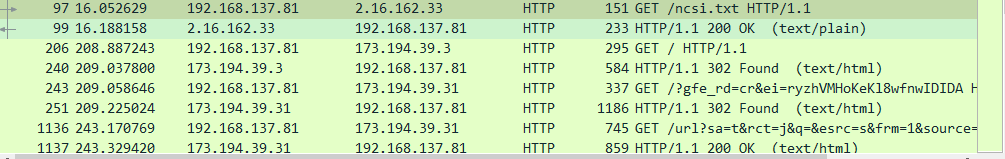 97 16.052629 192.168.137.81 2.16.162.33 HTTP 151 GET /ncsi.txt HTTP/1.1
99 16.188158 2.16.162.33 192.168.137.81 HTTP 233 HTTP/1.1 200 OK (text/plain)
206 208.887243 192.168.137.81 173.194.39.3 HTTP 295 GET / HTTP/1.1
240 209.037800 173.194.39.3 192.168.137.81 HTTP 584 HTTP/1.1 302 Found (text/html)
243 209.058646 192.168.137.81 173.194.39.31 HTTP 337 GET /?gfe_rd=cr&ei=ryzhVMHoKeKl8wfnwIDIDA H
251 209.225024 173.194.39.31 192.168.137.81 HTTP 1186 HTTP/1.1 302 Found (text/html)
1136 243.170769 192.168.137.81 173.194.39.31 HTTP 745 GET /url?sa=t&rct=j&q=&esrc=s&frm=1&source=
1137 243.329420 173.194.39.31 192.168.137.81 HTTP 859 HTTP/1.1 200 OK (text/html)